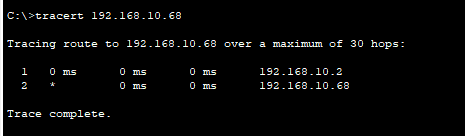 C:\>tracert 192.168.10.68
Tracing route to 192.168.10.68 over a maximum of 30 hops:
1 0 ms 0 ms 0 ms 192.168.10.2
2 * 0 ms 0 ms 192.168.10.68
Trace complete.